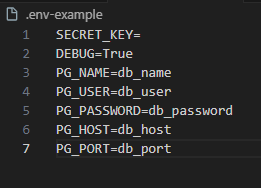 .env-example
1 SECRET_KEY=
2 DEBUG=True
3 PG_NAME=db_name
4 PG_USER=db_user
5 PG_PASSWORD=db_password
6 PG_HOST=db_host
7 PG_PORT=db_port